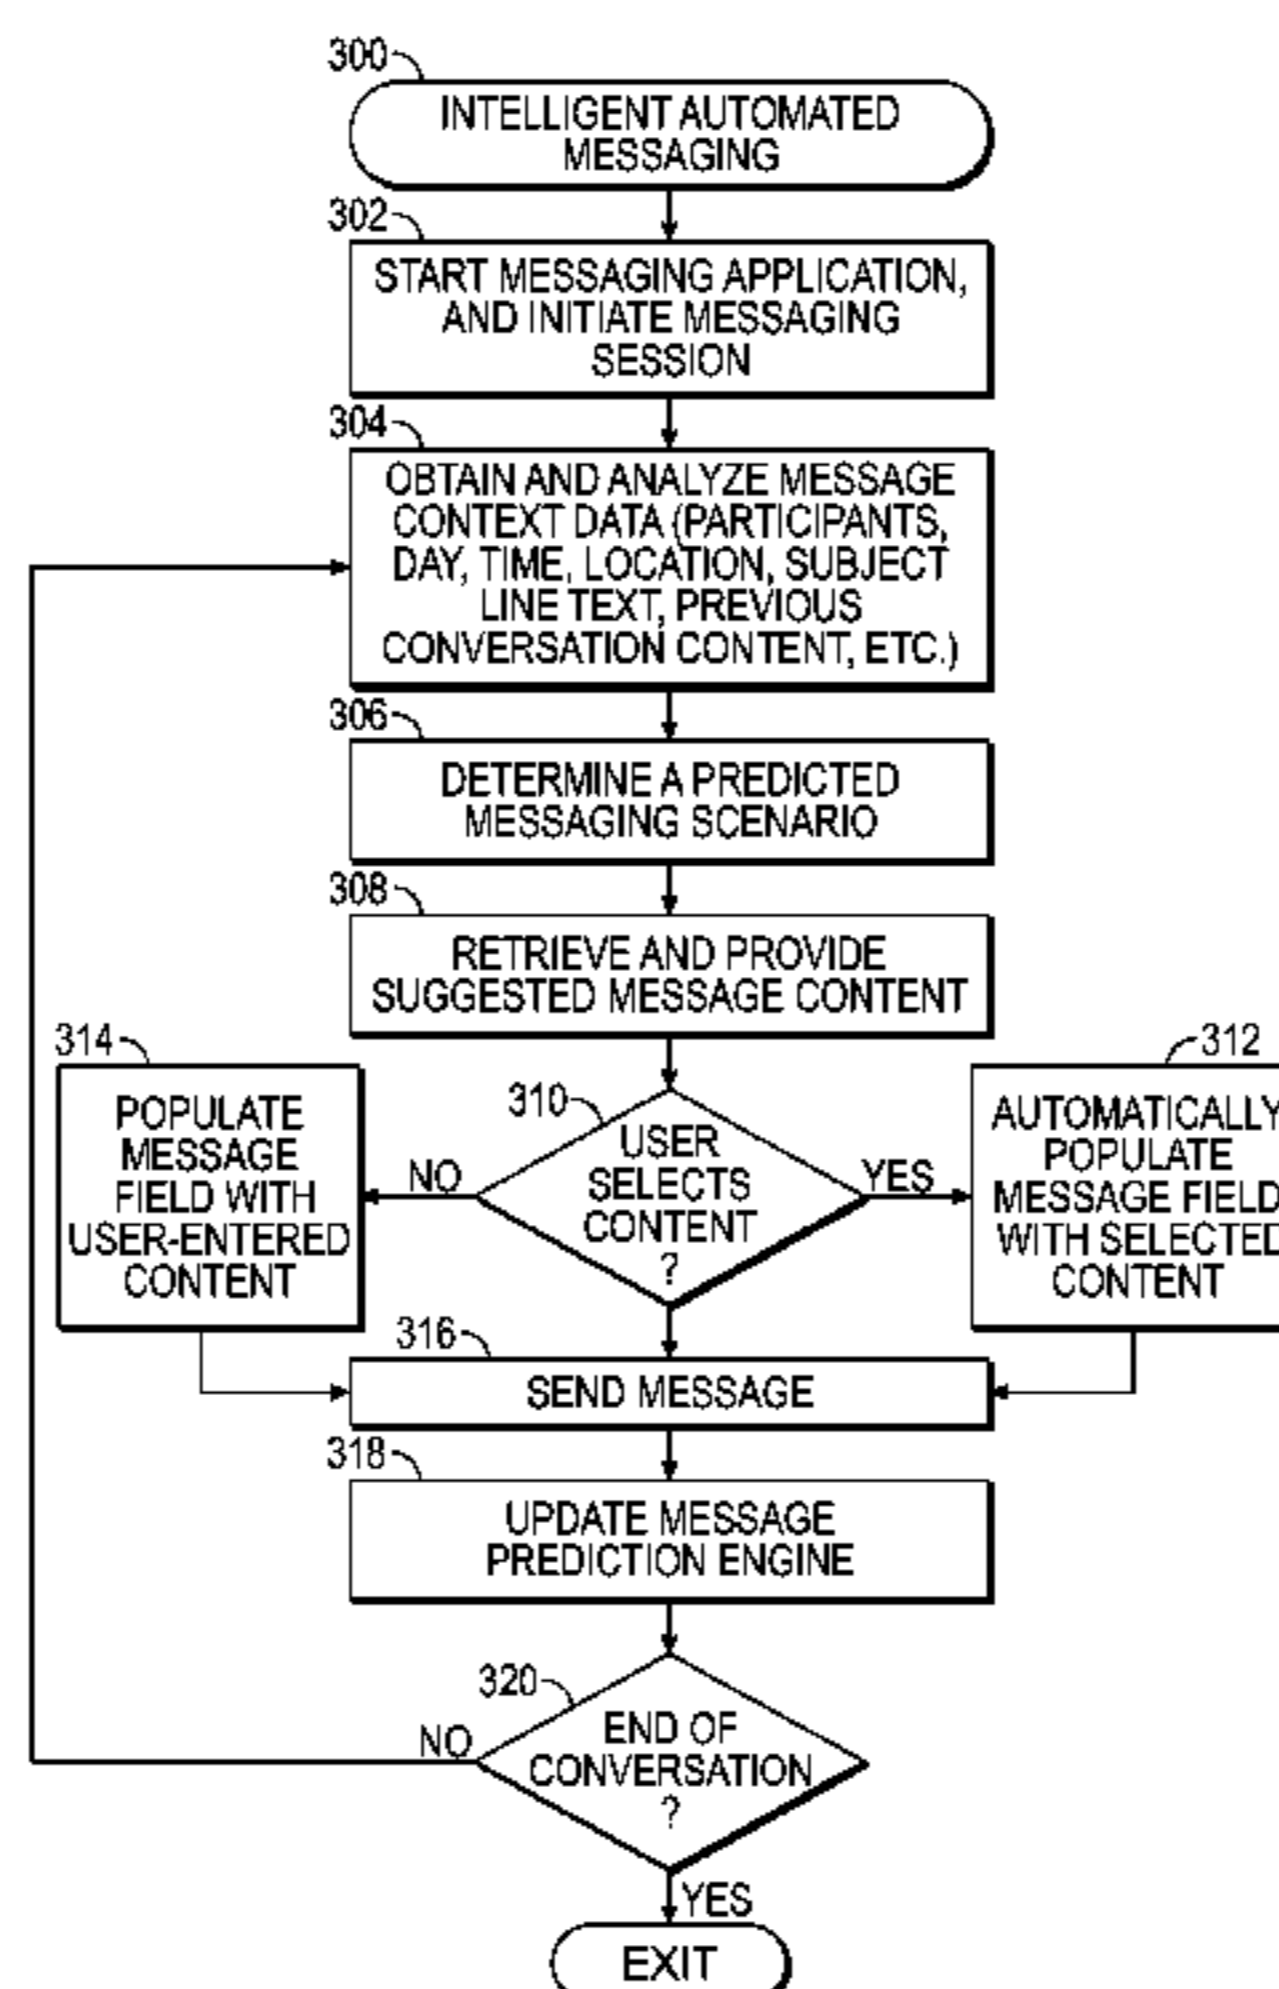 300
INTELLIGENT AUTOMATED
MESSAGING
302
START MESSAGING APPLICATION,
AND INITIATE MESSAGING
SESSION
304
OBTAIN AND ANALYZE MESSAGE
CONTEXT DATA (PARTICIPANTS,
DAY, TIME, LOCATION, SUBJECT
LINE TEXT, PREVIOUS
CONVERSATION CONTENT, ETC.)
306
DETERMINE A PREDICTED
MESSAGING SCENARIO
308
RETRIEVE AND PROVIDE
SUGGESTED MESSAGE CONTENT
314
POPULATE
MESSAGE
FIELD WITH
USER-ENTERED
CONTENT
NO
310
USER
SELECTS
CONTENT
?
YES
312
AUTOMATICALLY
POPULATE
MESSAGE FIELD
WITH SELECTED
CONTENT
316
SEND MESSAGE
318
UPDATE MESSAGE
PREDICTION ENGINE
320
NO
END OF
CONVERSATION
?
YES
EXIT